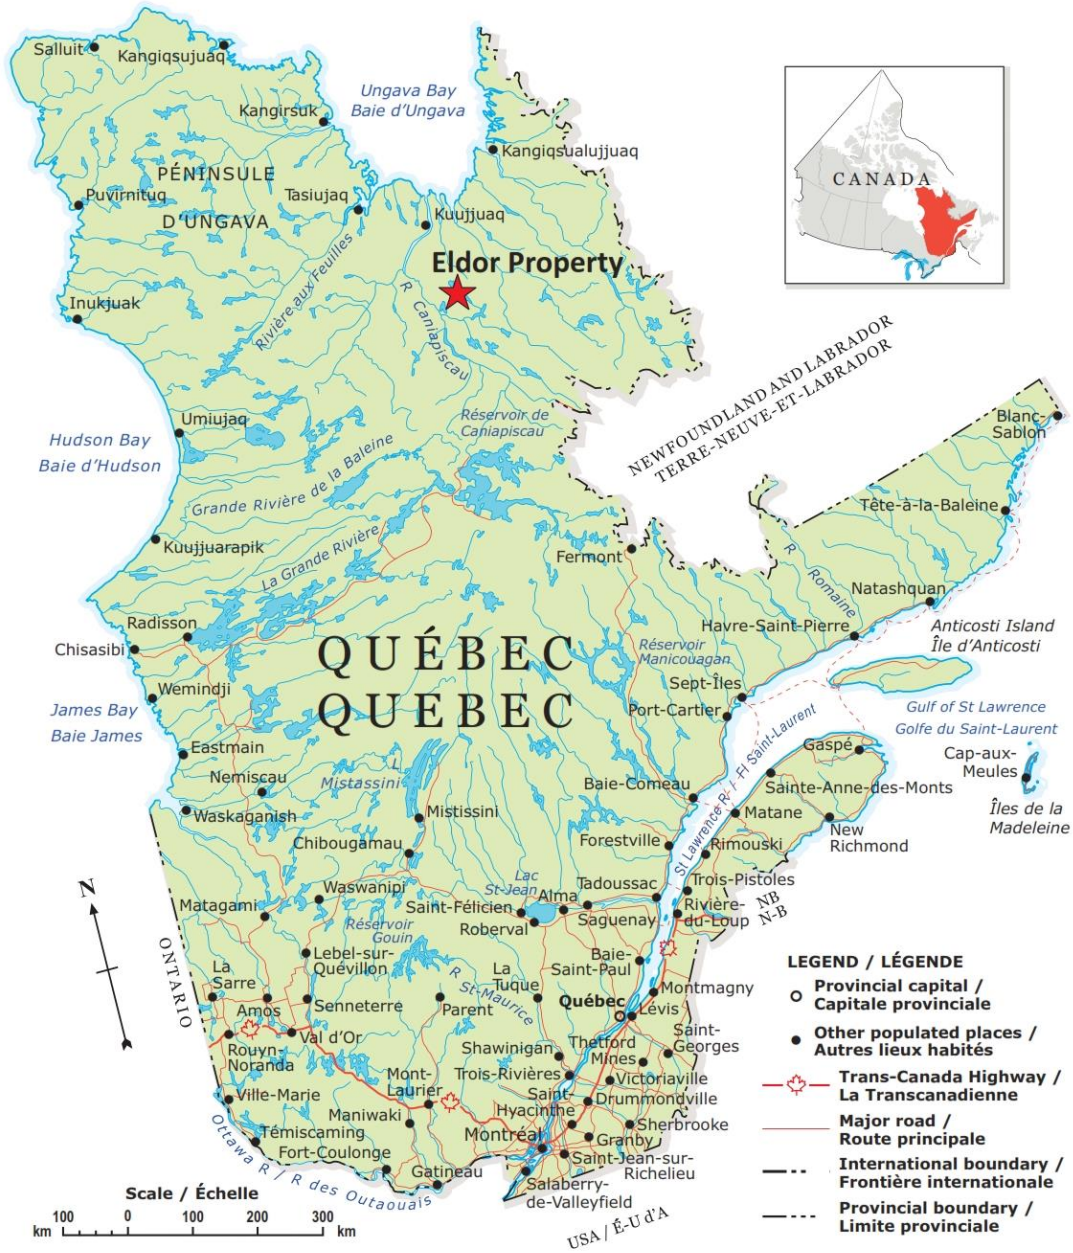 Salluit
Kangiqsujuaq
Ungava Bay
Baie d'Ungava
Kangirsuk
Kangiqsualujjuaq
CANADA
PÉNINSULE
D'UNGAVA
Puvirnituq
Tasiujaq
Kuujjuaq
Eldor Property
Rivière aux Feuilles
R Caniapiscau
Inukjuak
NEWFOUNDLAND AND LABRADOR
TERRE-NEUVE-ET-LABRADOR
Umiujaq
Hudson Bay
Baie d'Hudson
Réservoir de
Caniapiscau
Blanc-
Sablon
Grande Rivière de la Baleine
Tête-à-la-Baleine
Kuujjuarapik
La Grande Rivière
Fermont
R Romaine
Natashquan
Radisson
Chisasibi
Havre-Saint-Pierre
Anticosti Island
Île d'Anticosti
QUÉBEC
QUEBEC
Réservoir
Manicouagan
Sept-Îles
Port-Cartier
Wemindji
James Bay
Baie James
Gulf of St Lawrence
Golfe du Saint-Laurent
St Lawrence R / Fl Saint-Laurent
Eastmain
Gaspé
Cap-aux-
Meules
Nemiscau
L
Mistassini
Baie-Comeau
Sainte-Anne-des-Monts
Îles de la
Madeleine
Waskaganish
Mistissini
Matane
New
Richmond
Chibougamau
Forestville
Rimouski
N
Waswanipi
Lac
St-Jean
Alma
Tadoussac
Trois-Pistoles
NB
N-B
Matagami
Saint-Félicien
Roberval
Saguenay
Rivière-
du-Loup
Réservoir
Gouin
ONTARIO
Lebel-sur-
Quévillon
Baie-
Saint-Paul
La
Sarre
Amos
Senneterre
R St-Maurice
La
Tuque
Parent
Montmagny
Québec
Lévis
Val d'Or
Rouyn-
Noranda
Shawinigan
Thetford
Mines
Saint-
Georges
Trois-Rivières
Victoriaville
Mont-
Laurier
Ville-Marie
Saint-
Hyacinthe
Drummondville
Maniwaki
Sherbrooke
Montréal
Granby
Témiscaming
Fort-Coulonge
Saint-Jean-sur-
Richelieu
Gatineau
Salaberry-
de-Valleyfield
Ottawa R / R des Outaouais
USA / É-U d'A
Scale / Échelle
100 0 100 200 300
km km
LEGEND / LÉGENDE
Provincial capital /
Capitale provinciale
Other populated places /
Autres lieux habités
Trans-Canada Highway /
La Transcanadienne
Major road /
Route principale
International boundary /
Frontière internationale
Provincial boundary /
Limite provinciale